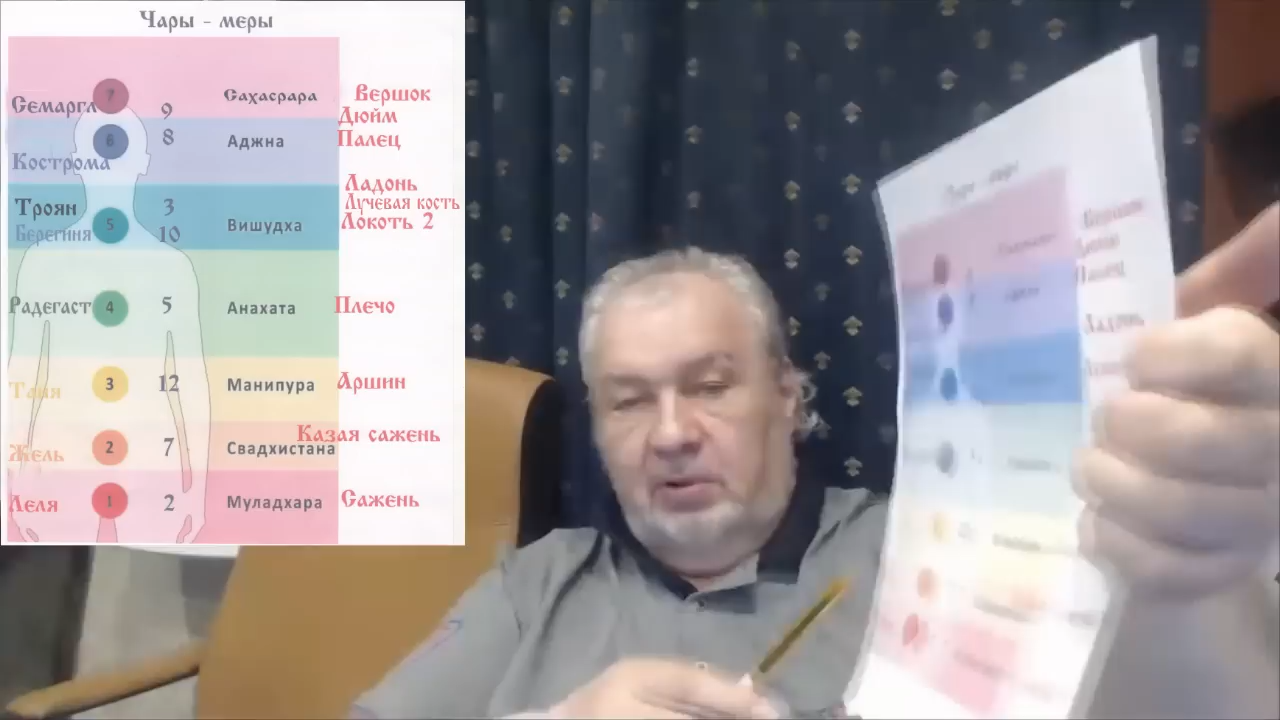 Чары - меры
Семаргл 7 9 Сахасрара Вершок
Дюйм
Кострома 6 8 Аджна Палец
Ладонь
Троян 3 Лучевая кость
Берегиня 5 10 Вишудха Локоть 2
Радегаст 4 5 Анахата Плечо
Таня 3 12 Манипура Аршин
Казая сажень
Жель 2 7 Свадхистана
Леля 1 2 Муладхара Сажень